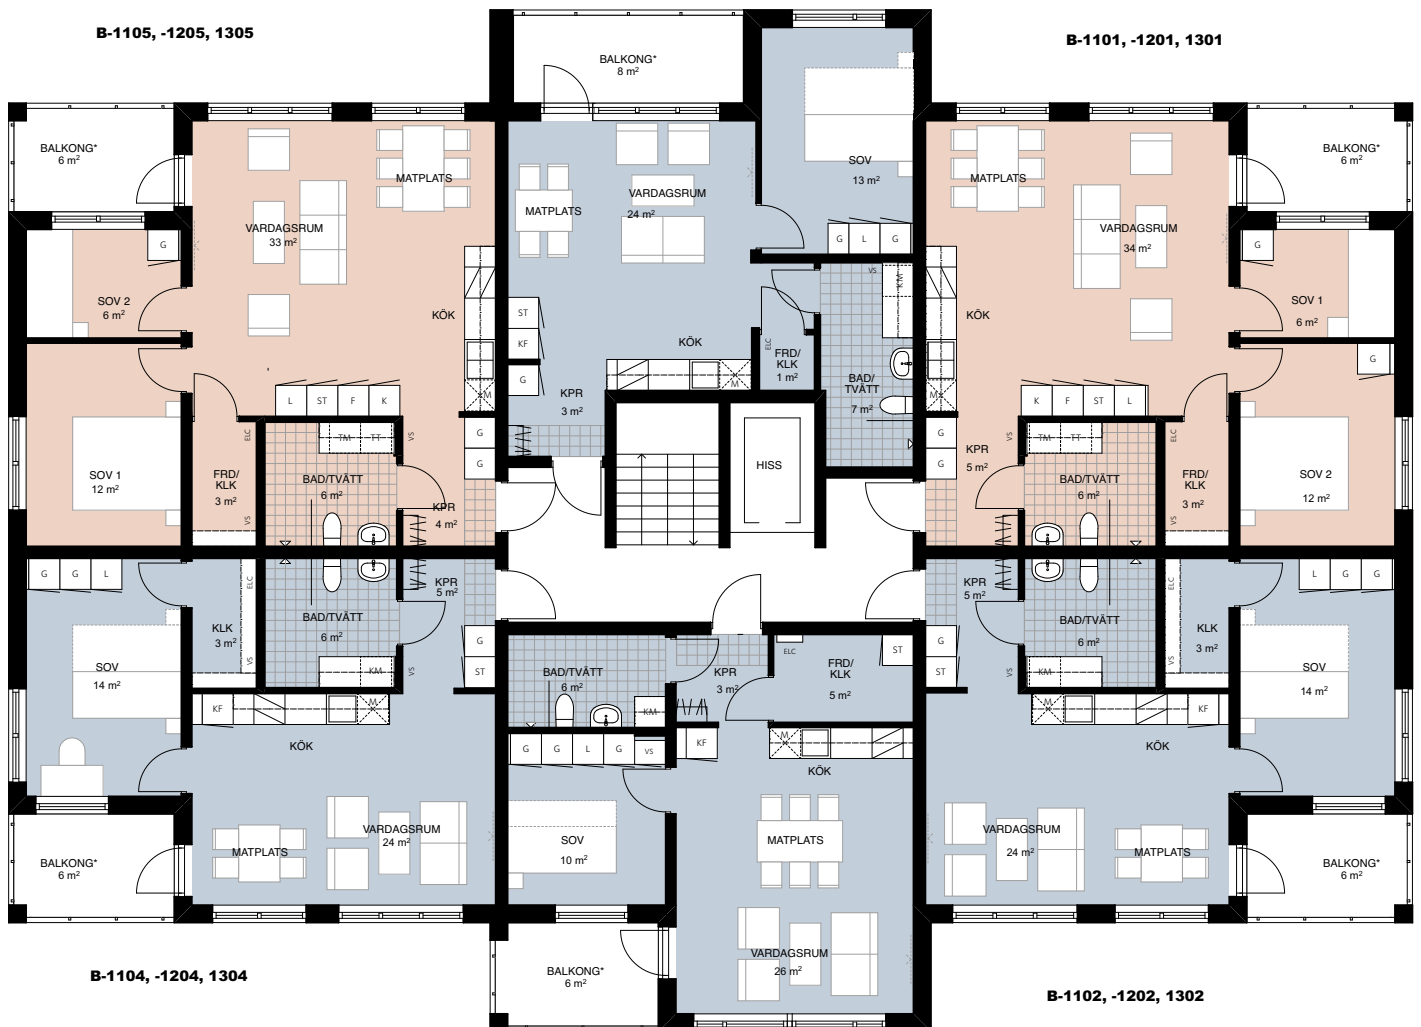 B-1105, -1205, 1305
B-1101, -1201, 1301
BALKONG*
6 m²
VARDAGSRUM
33 m²
MATPLATS
KÖK
G
SOV 2
6 m²
SOV 1
12 m²
L ST F K
M
G
G
ELC
VS
FRD/
KLK
3 m²
TM TT
VS
BAD/TVÄTT
6 m²
KPR
4 m²
BALKONG*
8 m²
MATPLATS
VARDAGSRUM
24 m²
SOV
13 m²
G L G
ST
KF
G
KÖK
M
KPR
3 m²
ELC
FRD/
KLK
1 m²
VS
KM
BAD/
TVÄTT
7 m²
HISS
MATPLATS
VARDAGSRUM
34 m²
BALKONG*
6 m²
G
SOV 1
6 m²
KÖK
M
K F ST L
G
SOV 2
12 m²
G
G
KPR
5 m²
VS
TM TT
BAD/TVÄTT
6 m²
ELC
FRD/
KLK
3 m²
VS
G G L
SOV
14 m²
ELC
KLK
3 m²
VS
BAD/TVÄTT
6 m²
KM
KPR
5 m²
G
ST
VS
KF
M
KÖK
VARDAGSRUM
24 m²
MATPLATS
BALKONG*
6 m²
BAD/TVÄTT
6 m²
KM
KPR
3 m²
ELC
FRD/
KLK
5 m²
ST
G G L G VS
KF
M
KÖK
SOV
10 m²
MATPLATS
VARDAGSRUM
26 m²
BALKONG*
6 m²
KPR
5 m²
G
ST
VS
BAD/TVÄTT
6 m²
KM
ELC
KLK
3 m²
VS
L G G
SOV
14 m²
M
KF
KÖK
VARDAGSRUM
24 m²
MATPLATS
BALKONG*
6 m²
B-1104, -1204, 1304
B-1102, -1202, 1302